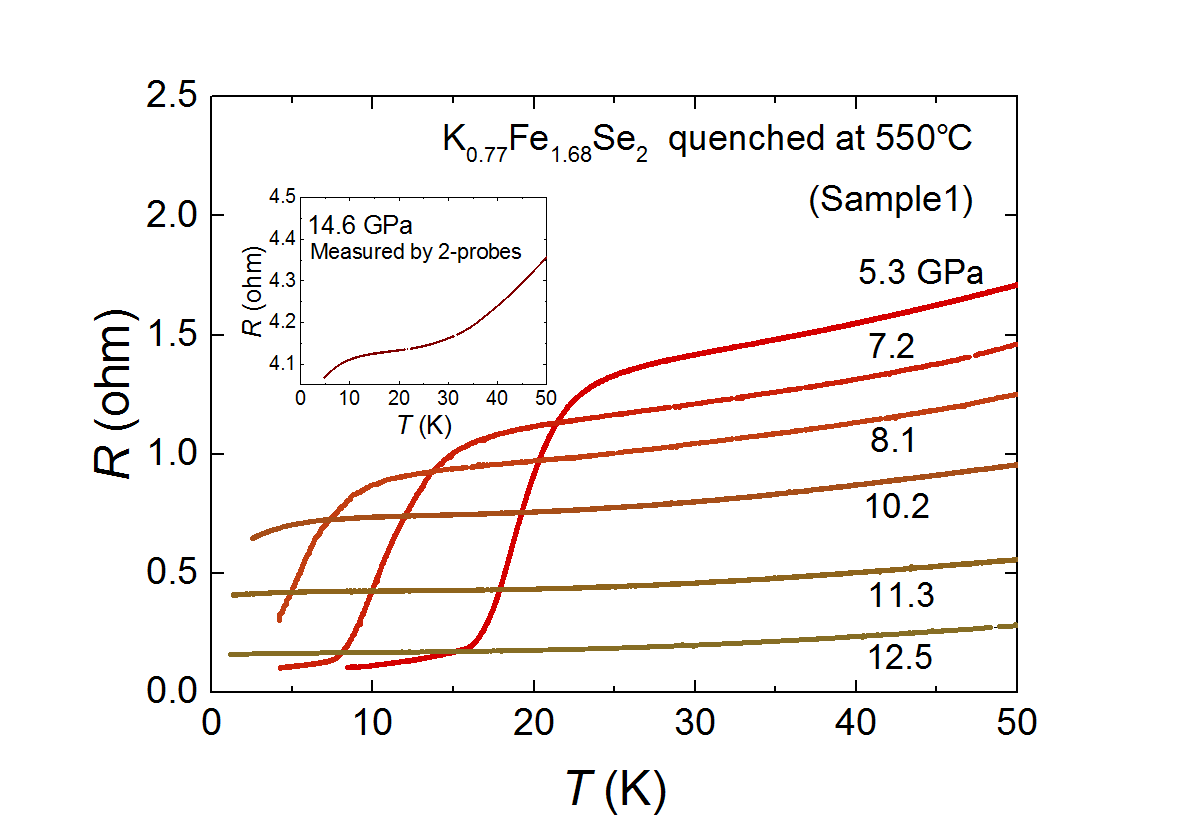 2.5
2.0
1.5
1.0
0.5
0.0
R (ohm)
K0.77Fe1.68Se2 quenched at 550℃
(Sample1)
4.5
4.4
4.3
4.2
4.1
R (ohm)
14.6 GPa
Measured by 2-probes
0 10 20 30 40 50
T (K)
5.3 GPa
7.2
8.1
10.2
11.3
12.5
0 10 20 30 40 50
T (K)